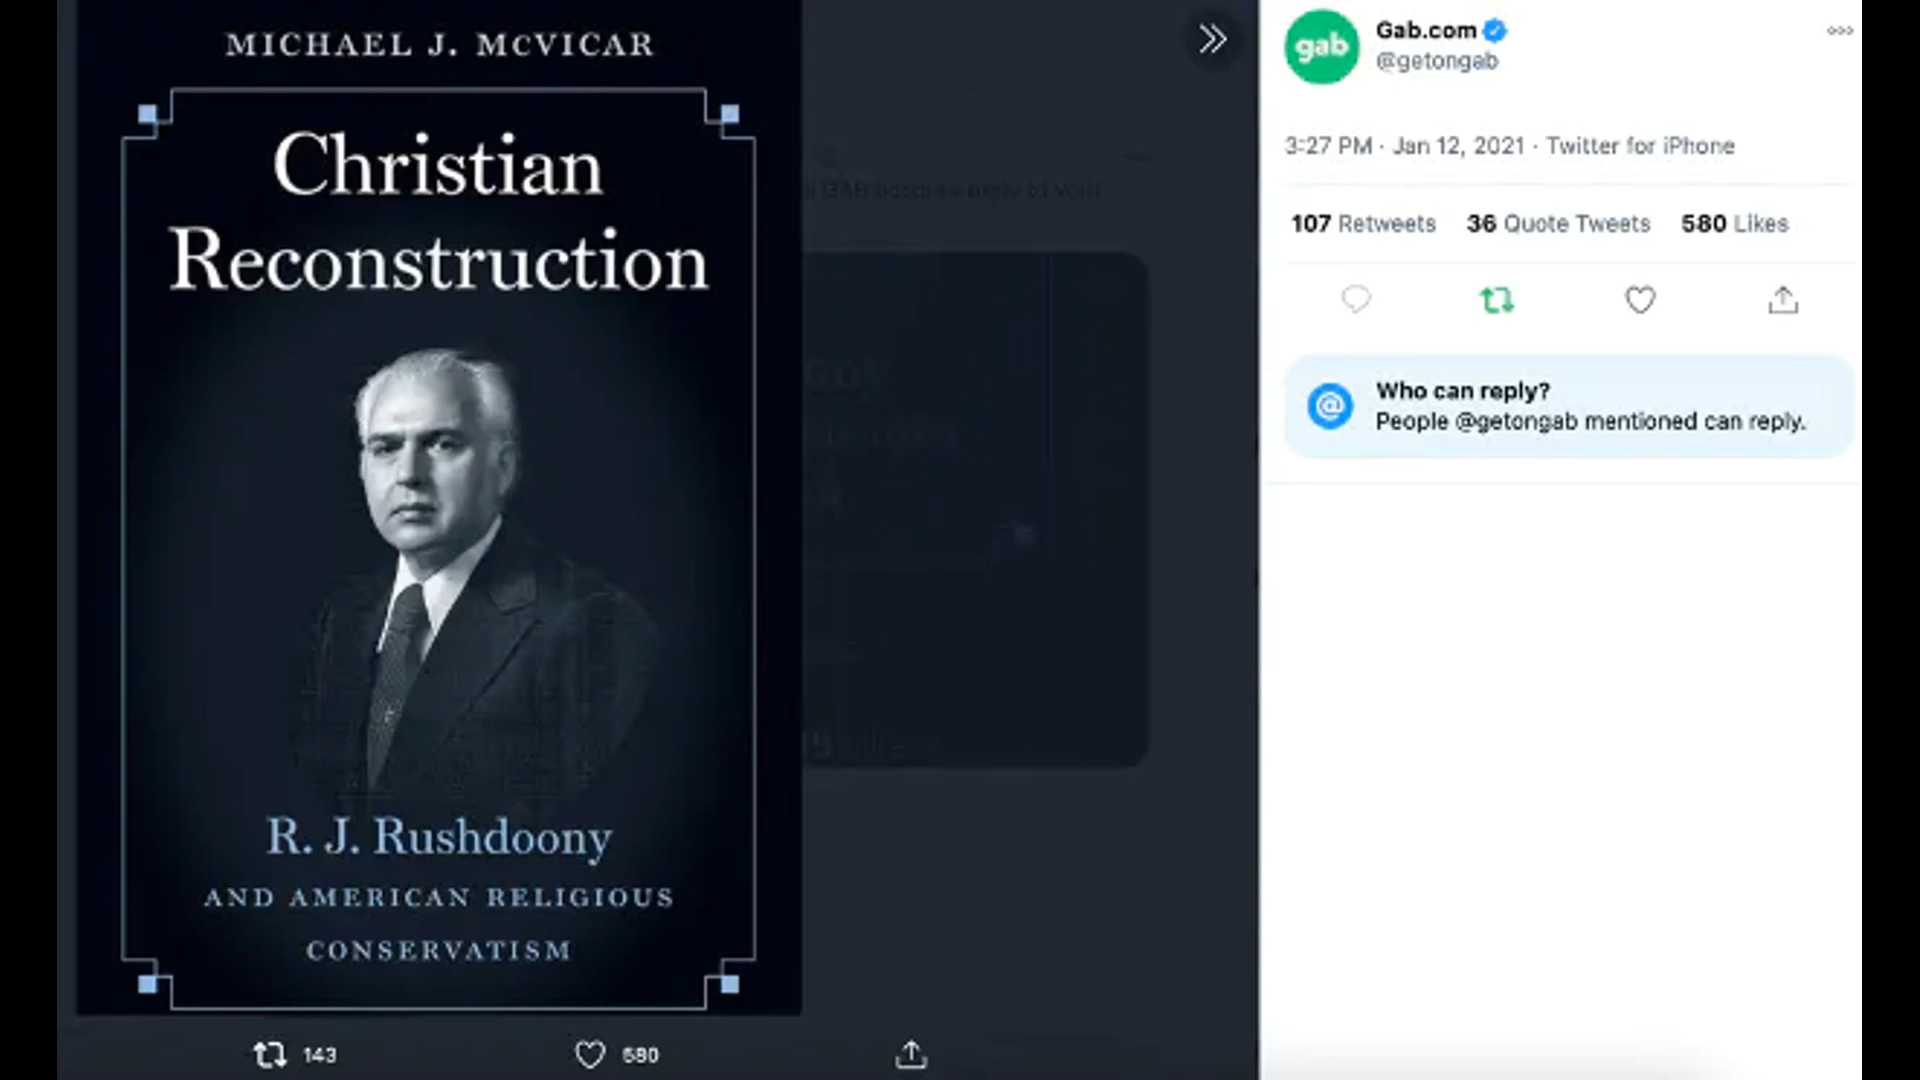 MICHAEL J. MCVICAR
Christian
Reconstruction
R. J. Rushdoony
AND AMERICAN RELIGIOUS
CONSERVATISM
143
580
gab
Gab.com
@getongab
3:27 PM · Jan 12, 2021 · Twitter for iPhone
107 Retweets 36 Quote Tweets 580 Likes
Who can reply?
People @getongab mentioned can reply.